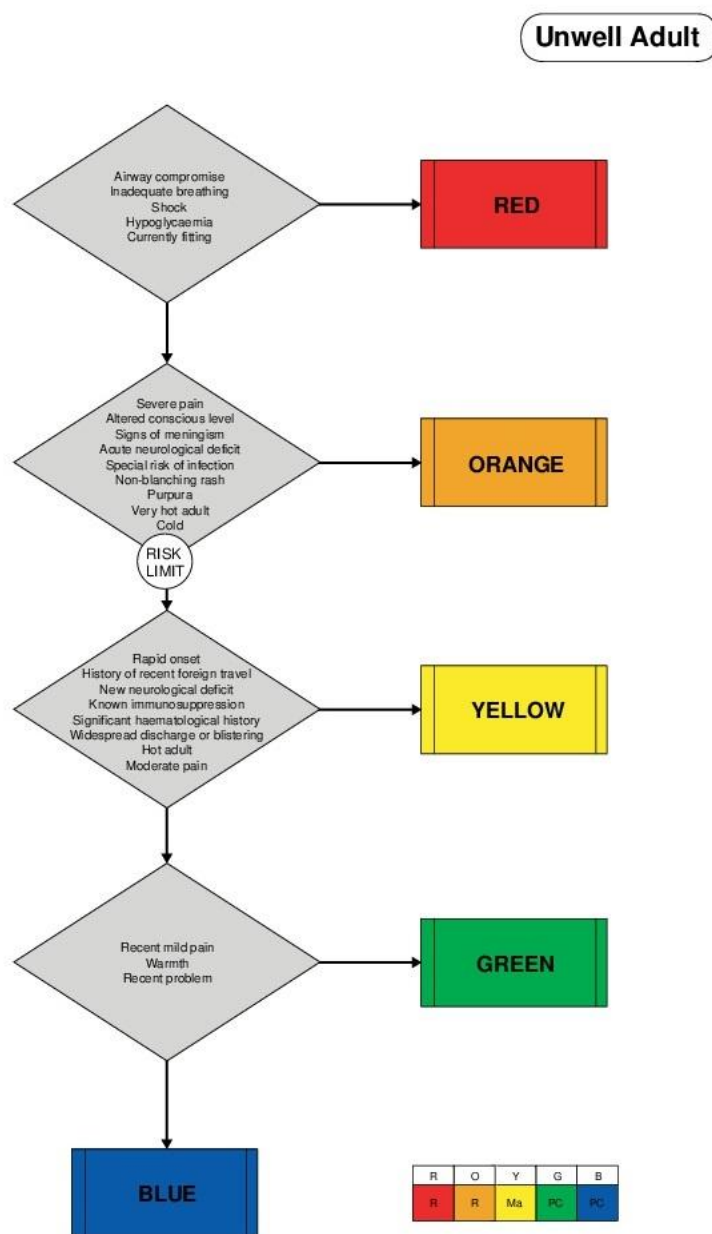 Unwell Adult
Airway compromise
Inadequate breathing
Shock
Hypoglycaemia
Currently fitting
RED
Severe pain
Altered conscious level
Signs of meningism
Acute neurological deficit
Special risk of infection
Non-blanching rash
Purpura
Very hot adult
Cold
ORANGE
RISK
LIMIT
Rapid onset
History of recent foreign travel
New neurological deficit
Known immunosuppression
Significant haematological history
Widespread discharge or blistering
Hot adult
Moderate pain
YELLOW
Recent mild pain
Warmth
Recent problem
GREEN
BLUE
R O Y G B
R R Ma PC PC